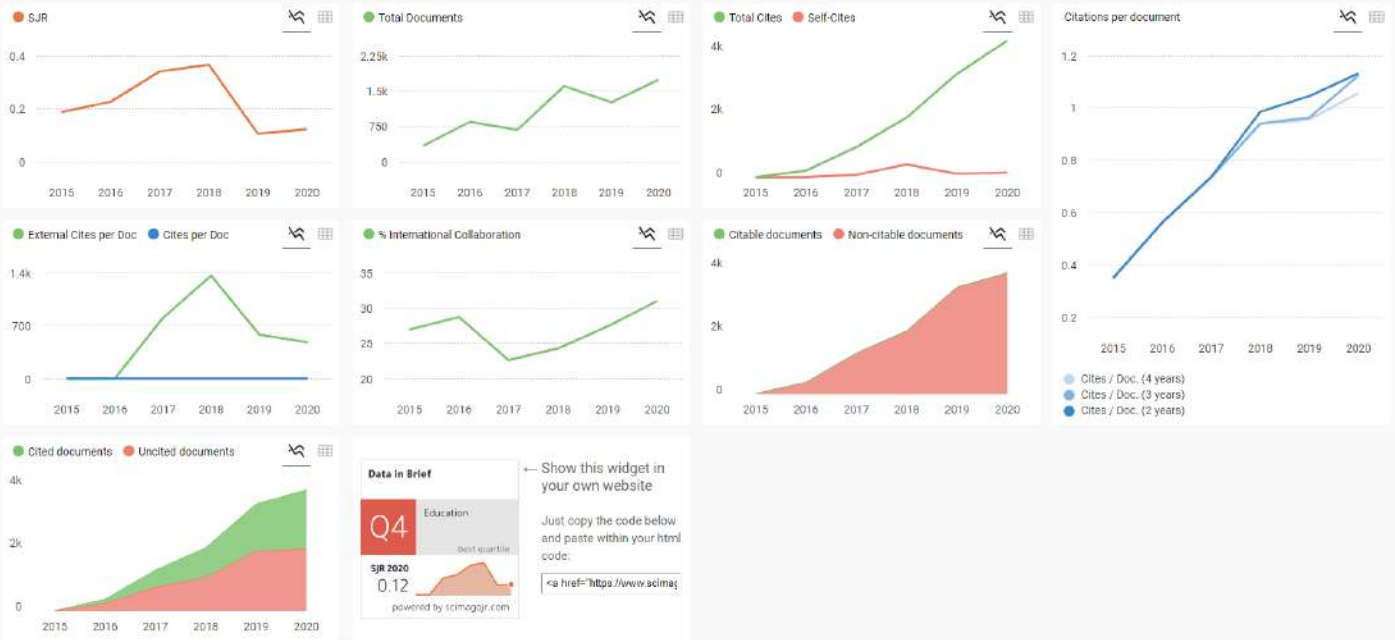 SJR
0.4
0.2
0
2015 2016 2017 2018 2019 2020
Total Documents
2.25k
1.5k
750
0
2015 2016 2017 2018 2019 2020
Total Cites Self-Cites
4k
2k
0
2015 2016 2017 2018 2019 2020
Citations per document
1.2
1
0.8
0.6
0.4
0.2
2015 2016 2017 2018 2019 2020
Cites / Doc. (4 years)
Cites / Doc. (3 years)
Cites / Doc. (2 years)
External Cites per Doc Cites per Doc
1.4k
700
0
2015 2016 2017 2018 2019 2020
% International Collaboration
35
30
25
20
2015 2016 2017 2018 2019 2020
Citable documents Non-citable documents
4k
2k
0
2015 2016 2017 2018 2019 2020
Cited documents Uncited documents
4k
2k
0
2015 2016 2017 2018 2019 2020
Data in Brief
Q4
Education
best quartile
SJR 2020
0.12
powered by scimagojr.com
← Show this widget in
your own website
Just copy the code below
and paste within your html
code:
<a href="https://www.scimag